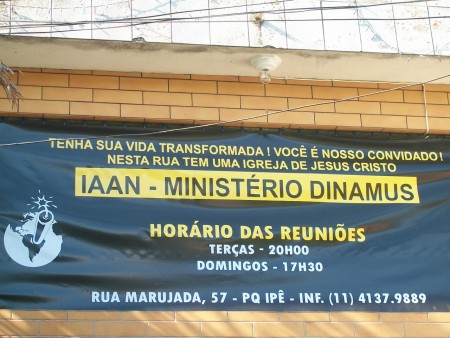 TENHA SUA VIDA TRANSFORMADA ! VOCÊ É NOSSO CONVIDADO !
NESTA RUA TEM UMA IGREJA DE JESUS CRISTO
IAAN - MINISTÉRIO DINAMUS
HORÁRIO DAS REUNIÕES
TERÇAS - 20H00
DOMINGOS - 17H30
RUA MARUJADA, 57 - PQ IPÊ - INF. (11) 4137.9889